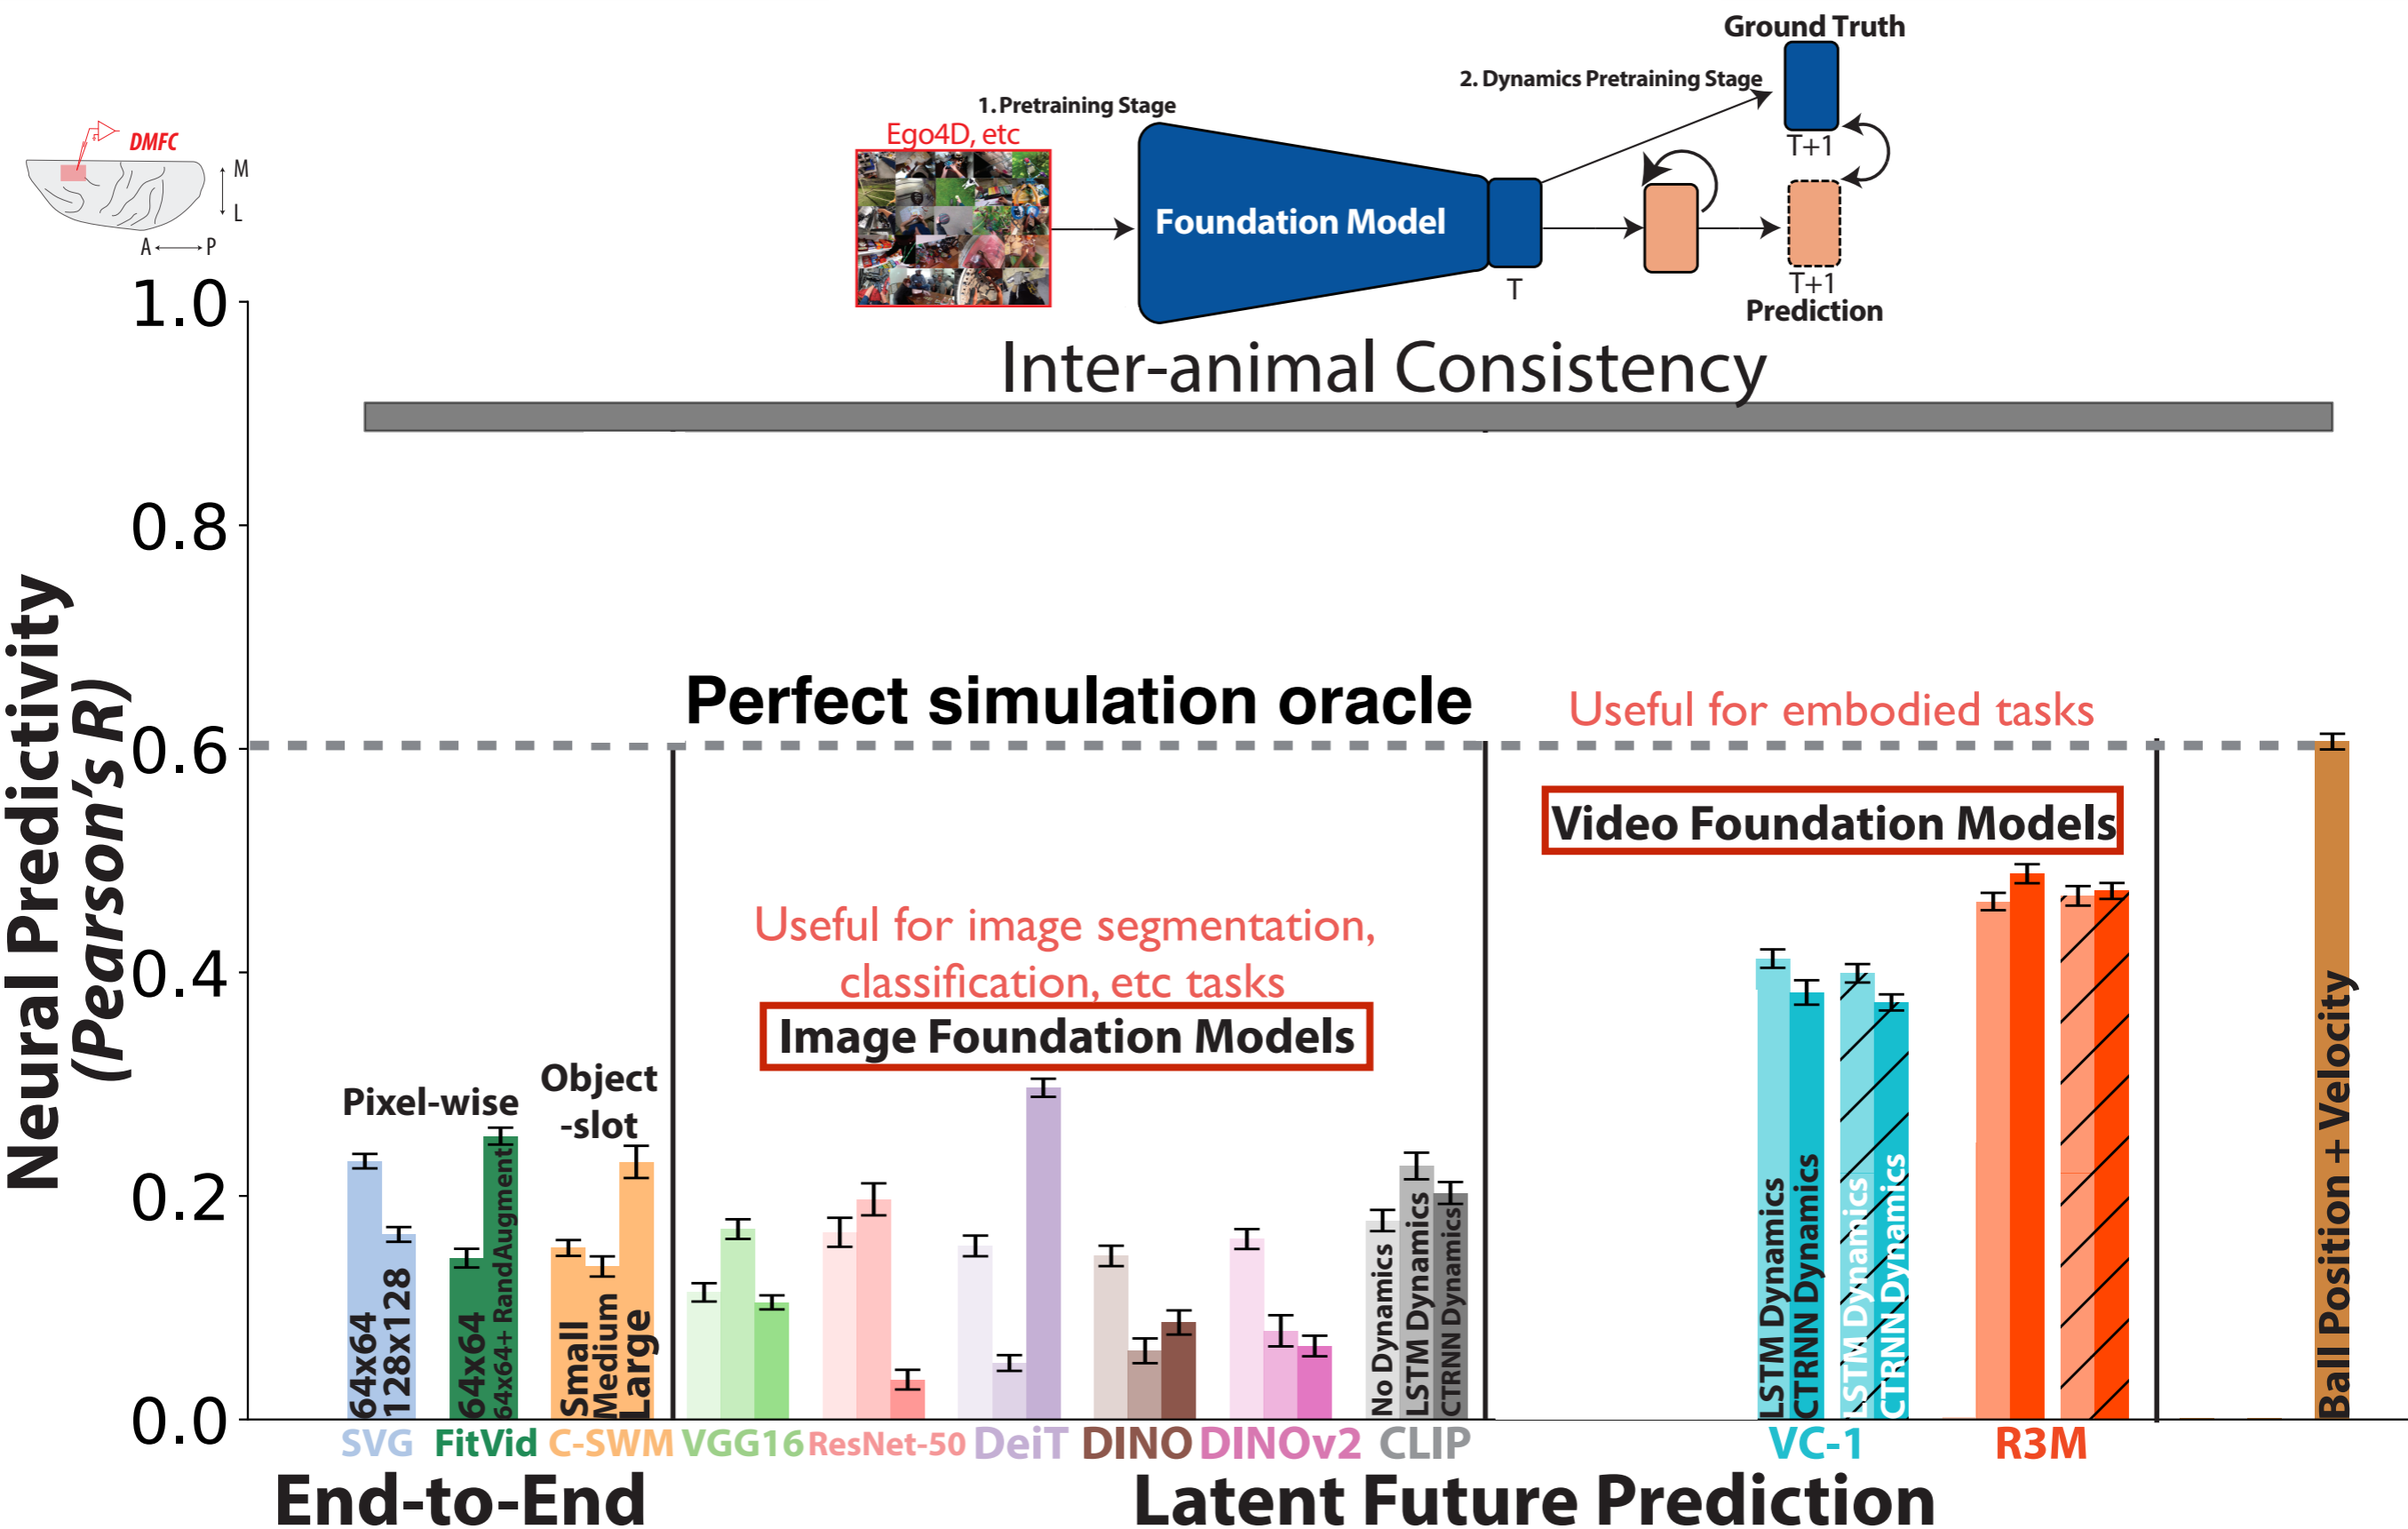 Ground Truth
2. Dynamics Pretraining Stage
1. Pretraining Stage
Ego4D, etc
DMFC
M
L
A
P
Foundation Model
T
T+1
T+1
Prediction
Inter-animal Consistency
Neural Predictivity
(Pearson's R)
1.0
0.8
0.6
0.4
0.2
0.0
Perfect simulation oracle
Useful for embodied tasks
Video Foundation Models
Useful for image segmentation,
classification, etc tasks
Image Foundation Models
Pixel-wise
Object
-slot
64x64
128x128
64x64
64x64+ RandAugment
Small
Medium
Large
No Dynamics
LSTM Dynamics
CTRNN Dynamics
LSTM Dynamics
CTRNN Dynamics
LSTM Dynamics
CTRNN Dynamics
Ball Position + Velocity
SVG
FitVid
C-SWM
VGG16
ResNet-50
DeiT
DINO
DINOv2
CLIP
VC-1
R3M
End-to-End
Latent Future Prediction